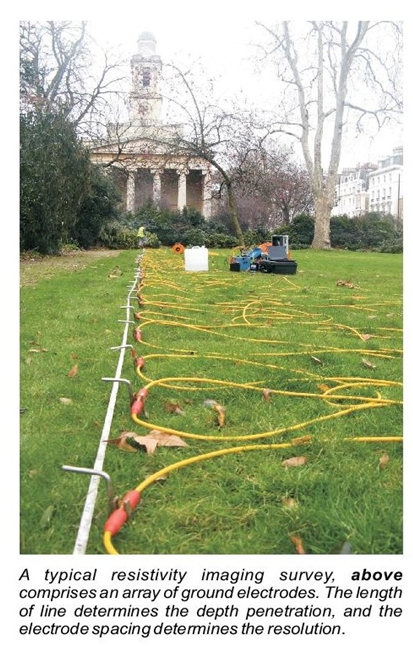 A typical resistivity imaging survey, above
comprises an array of ground electrodes. The length
of line determines the depth penetration, and the
electrode spacing determines the resolution.